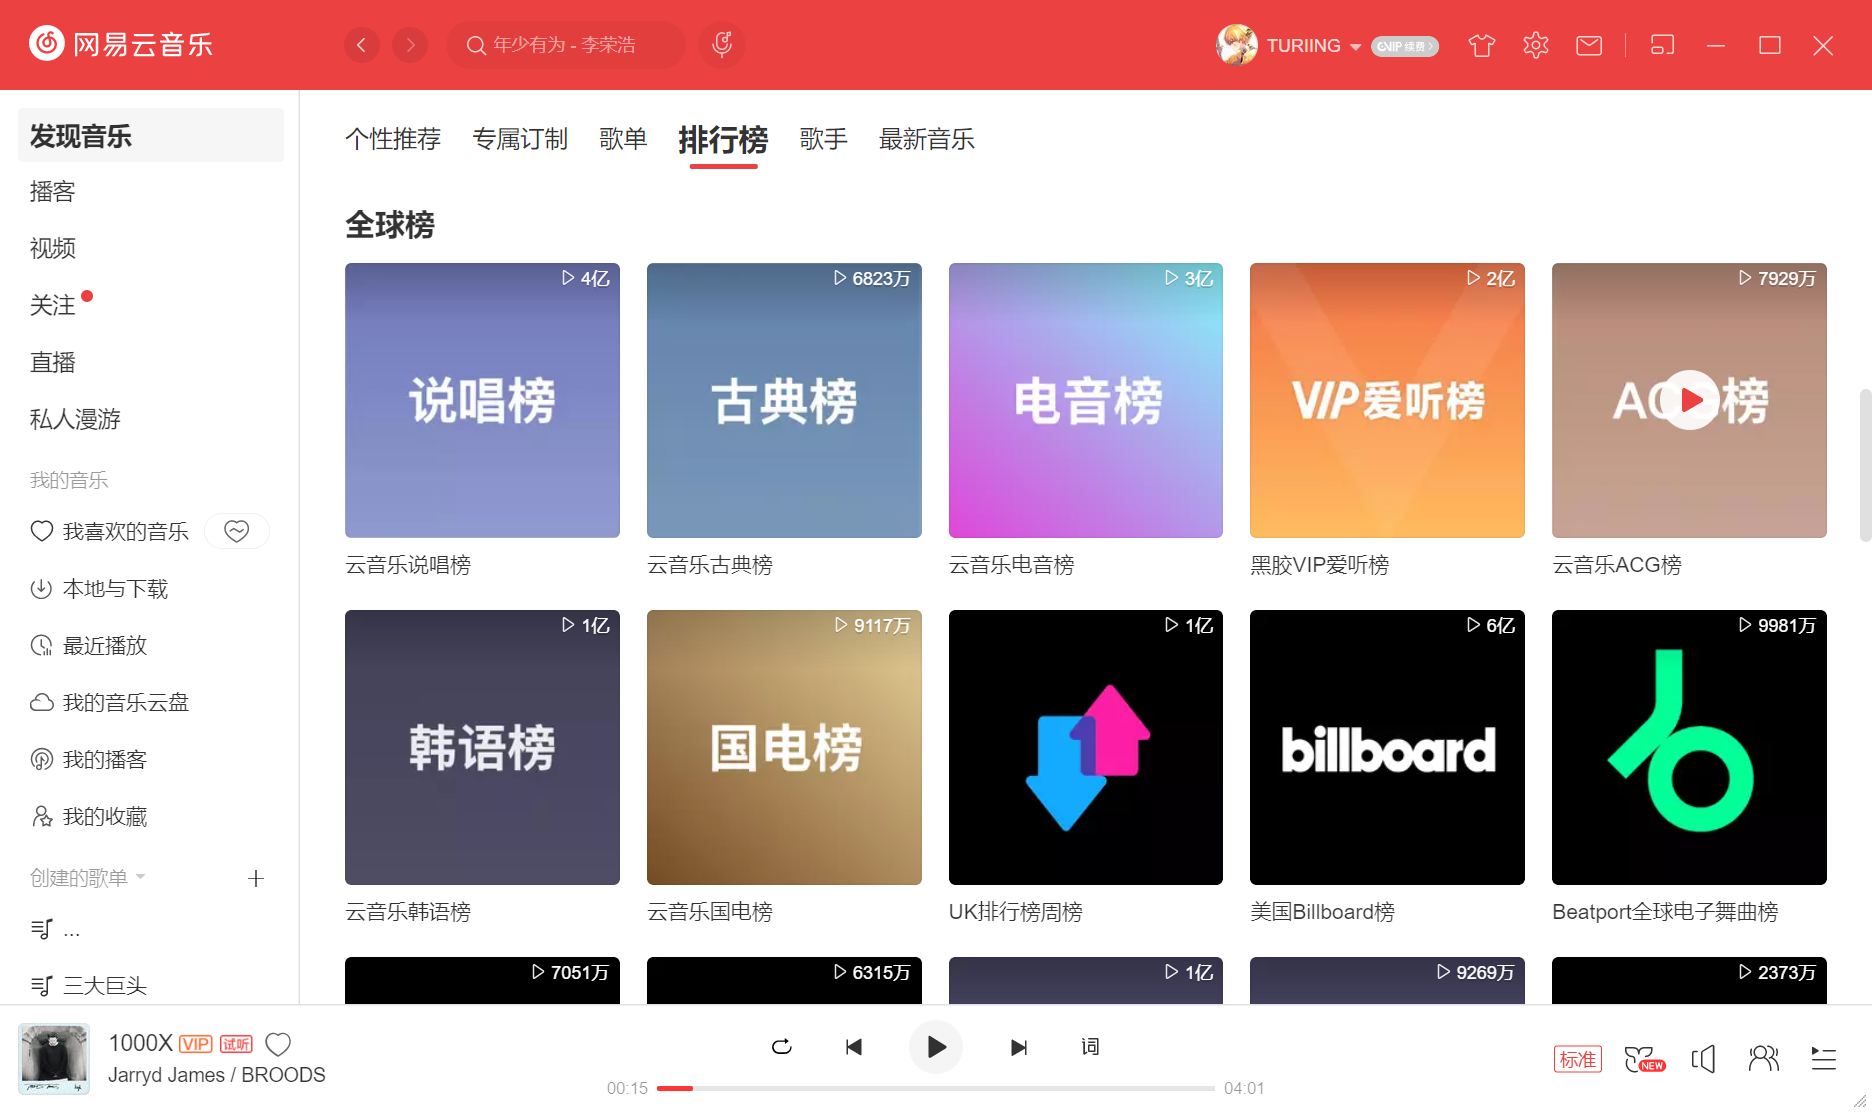 网易云音乐
年少有为 - 李荣浩
TURIING
VIP 续费
发现音乐
播客
视频
关注
直播
私人漫游
我的音乐
我喜欢的音乐
本地与下载
最近播放
我的音乐云盘
我的播客
我的收藏
创建的歌单
...
三大巨头
个性推荐 专属订制 歌单 排行榜 歌手 最新音乐
全球榜
4亿
说唱榜
云音乐说唱榜
6823万
古典榜
云音乐古典榜
3亿
电音榜
云音乐电音榜
2亿
VIP爱听榜
黑胶VIP爱听榜
7929万
ACG榜
云音乐ACG榜
1亿
韩语榜
云音乐韩语榜
9117万
国电榜
云音乐国电榜
1亿
UK排行榜周榜
6亿
billboard
美国Billboard榜
9981万
Beatport全球电子舞曲榜
7051万
6315万
1亿
9269万
2373万
1000X VIP 试听
Jarryd James / BROODS
词
00:15
04:01
标准
NEW